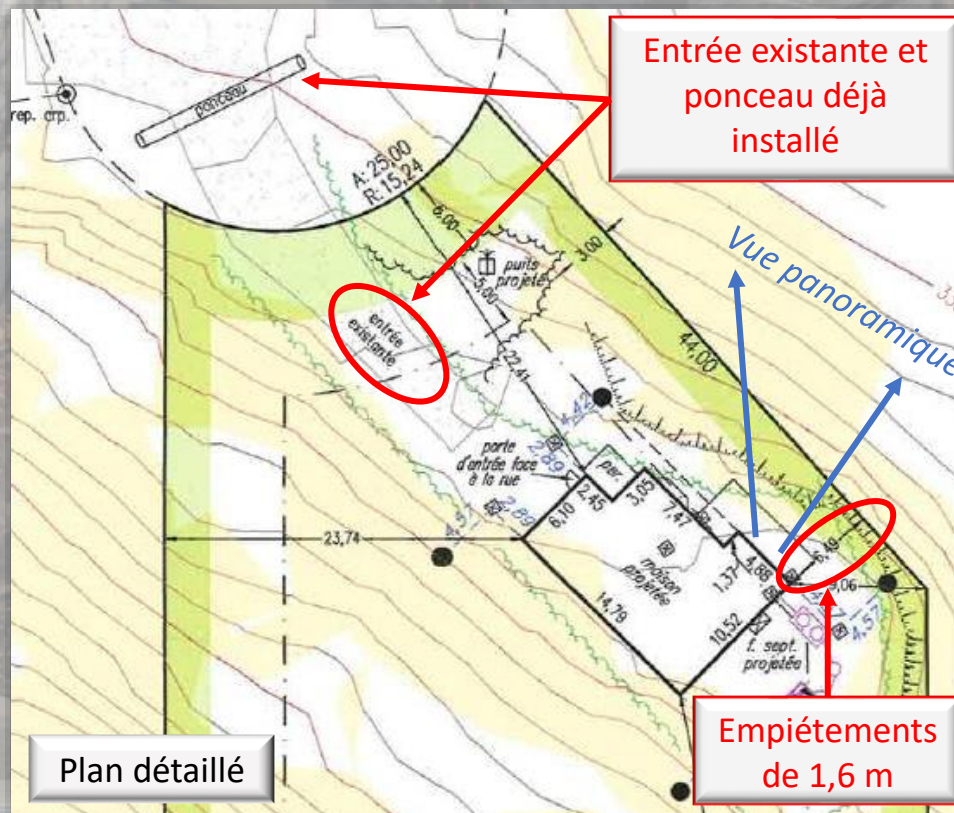 Entrée existante et
ponceau déjà
installé
ponceau
rep. crp.
A: 25,00
R: 15,24
6,00
3,00
puits
projeté
5,00
Vue panoramique
entrée
existante
22,41
44,00
4,42
2,89
porte
d'entrée face
à la rue
per.
2,45
3,05
6,10
7,47
2,89
4,57
23,74
6,49
maison
projetée
4,88
1,37
9,06
4,57
14,79
10,52
f. sept.
projetée
Plan détaillé
Empiétements
de 1,6 m